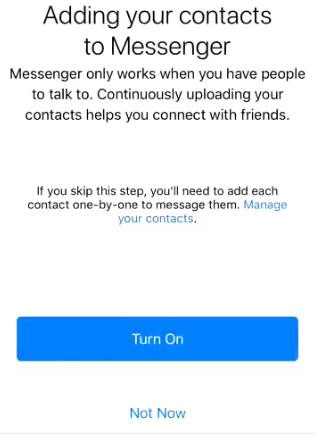 Adding your contacts
to Messenger
Messenger only works when you have people
to talk to. Continuously uploading your
contacts helps you connect with friends.
If you skip this step, you'll need to add each
contact one-by-one to message them. Manage
your contacts.
Turn On
Not Now